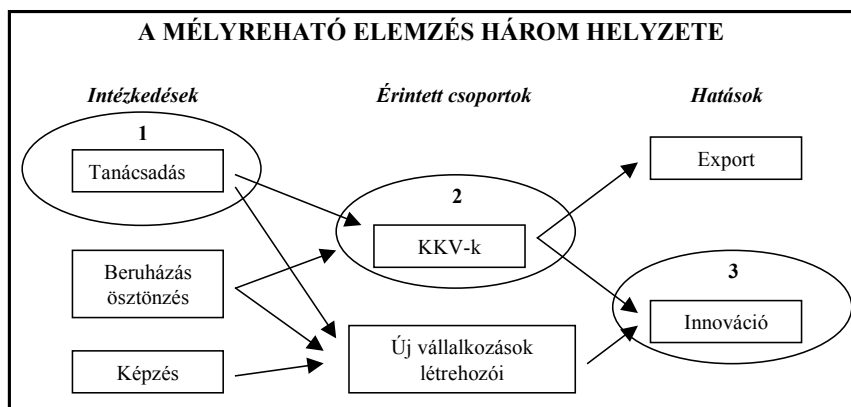 A MÉLYREHATÓ ELEMZÉS HÁROM HELYZETE
Intézkedések
Érintett csoportok
Hatások
1
Tanácsadás
Export
2
KKV-k
Beruházás
ösztönzés
3
Innováció
Új vállalkozások
létrehozói
Képzés